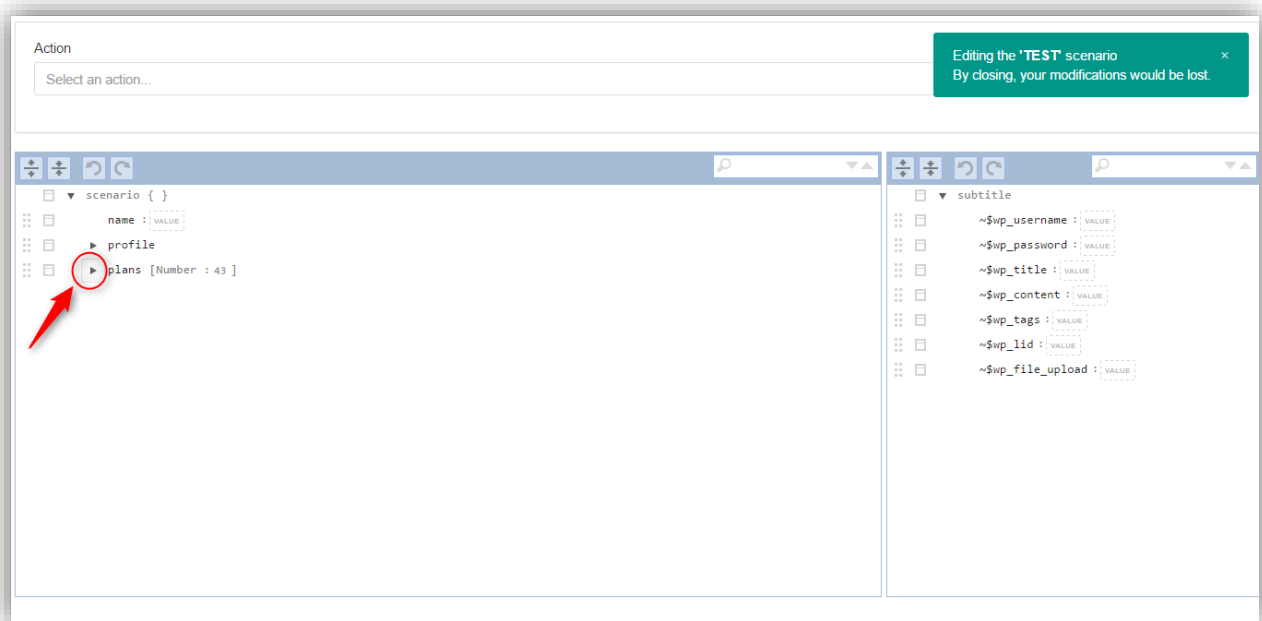 Action
Select an action...
Editing the 'TEST' scenario ×
By closing, your modifications would be lost.
scenario { }
name : VALUE
profile
plans [Number : 43 ]
subtitle
~$wp_username : VALUE
~$wp_password : VALUE
~$wp_title : VALUE
~$wp_content : VALUE
~$wp_tags : VALUE
~$wp_lid : VALUE
~$wp_file_upload : VALUE